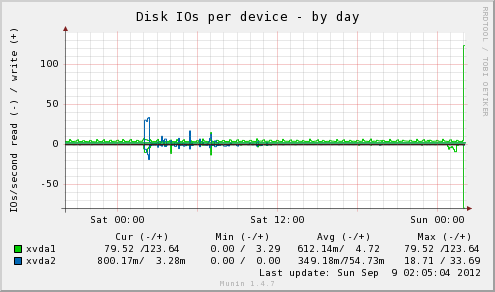 Disk IOs per device - by day
RRDTOOL / TOBI OETIKER
IOs/second read (-) / write (+)
100
50
0
-50
Sat 00:00 Sat 12:00 Sun 00:00
Cur (-/+) Min (-/+) Avg (-/+) Max (-/+)
xvda1 79.52 /123.64 0.00 / 3.29 612.14m/ 4.72 79.52 /123.64
xvda2 800.17m/ 3.28m 0.00 / 0.00 349.18m/754.73m 18.71 / 33.69
Last update: Sun Sep 9 02:05:04 2012
Munin 1.4.7